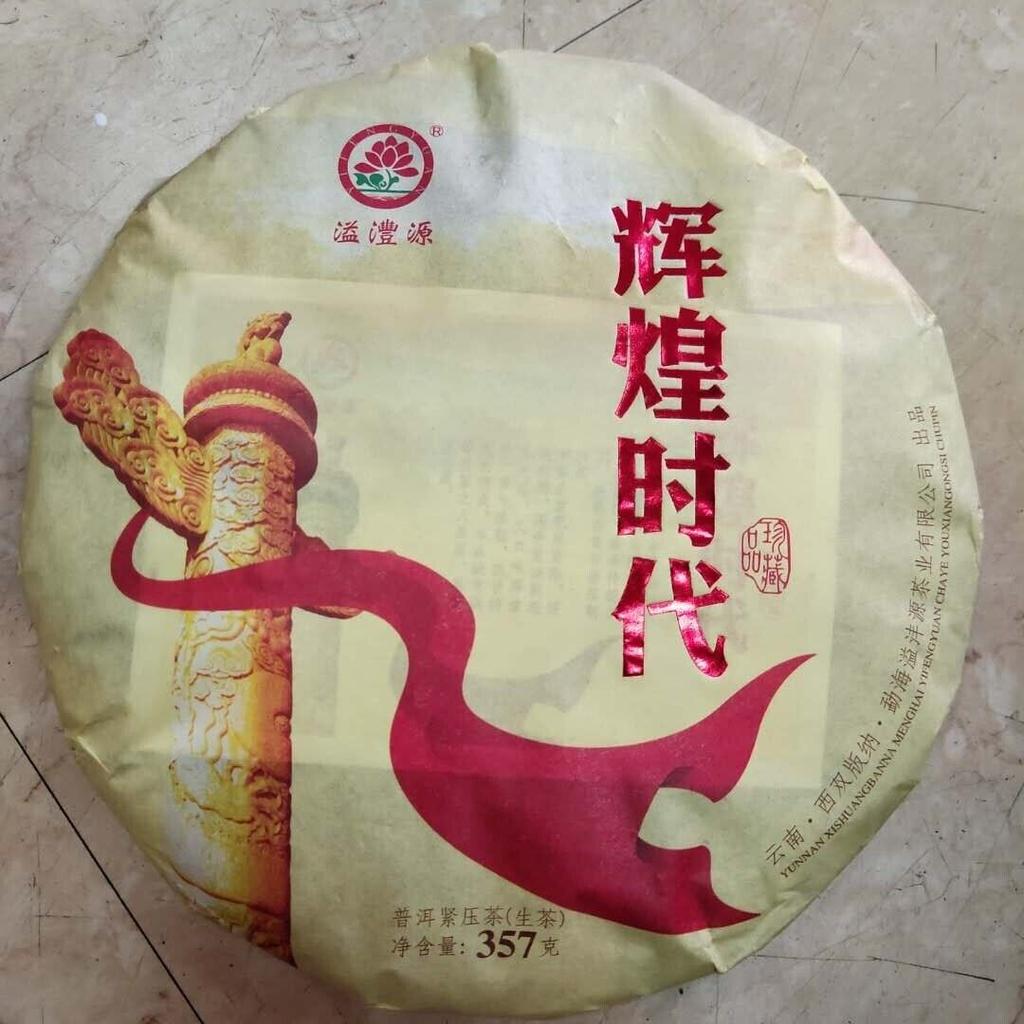 YIFENGYUAN
®
溢澧源
辉煌时代
珍藏品
云南·西双版纳·勐海溢沣源茶业有限公司 出品
YUNNAN XISHUANGBANNA MENGHAI YIFENGYUAN CHAYE YOUXIANGONGSI CHUPIN
普洱紧压茶(生茶)
净含量: 357克